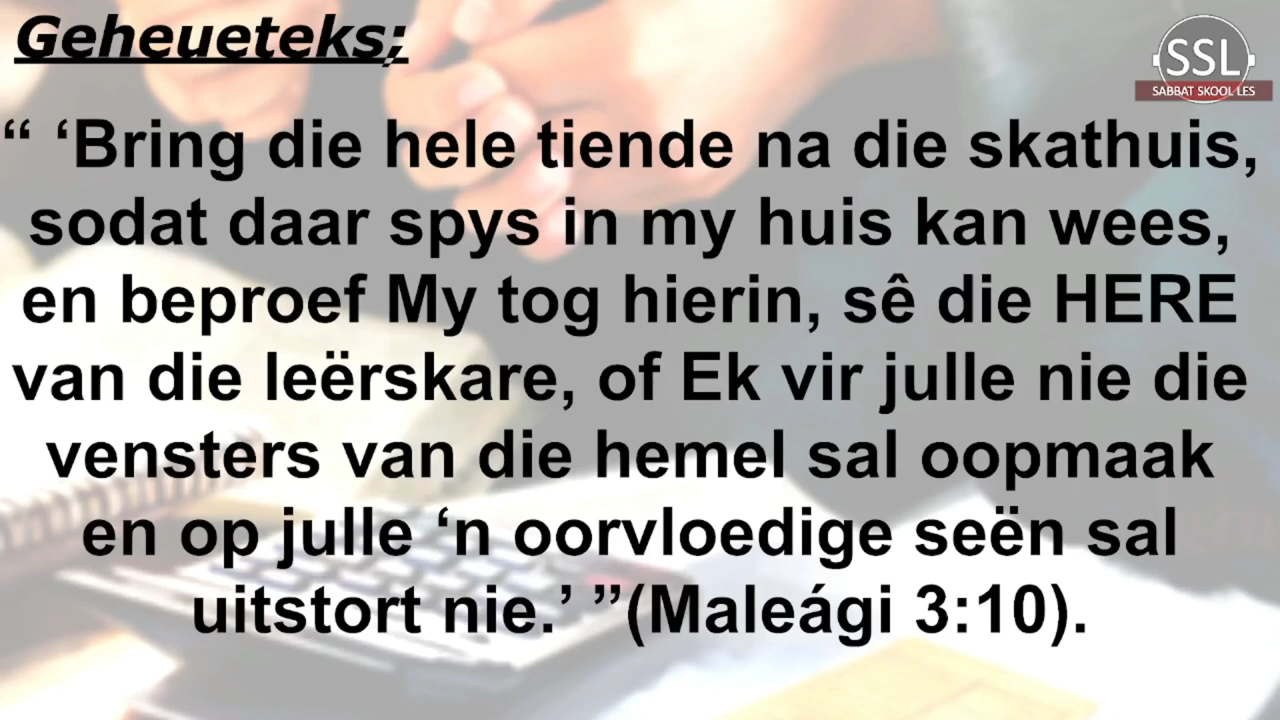 Geheueteks;
SSL
SABBAT SKOOL LES
“ ‘Bring die hele tiende na die skathuis,
sodat daar spys in my huis kan wees,
en beproef My tog hierin, sê die HERE
van die leërskare, of Ek vir julle nie die
vensters van die hemel sal oopmaak
en op julle ‘n oorvloedige seën sal
uitstort nie.’ ”(Maleági 3:10).